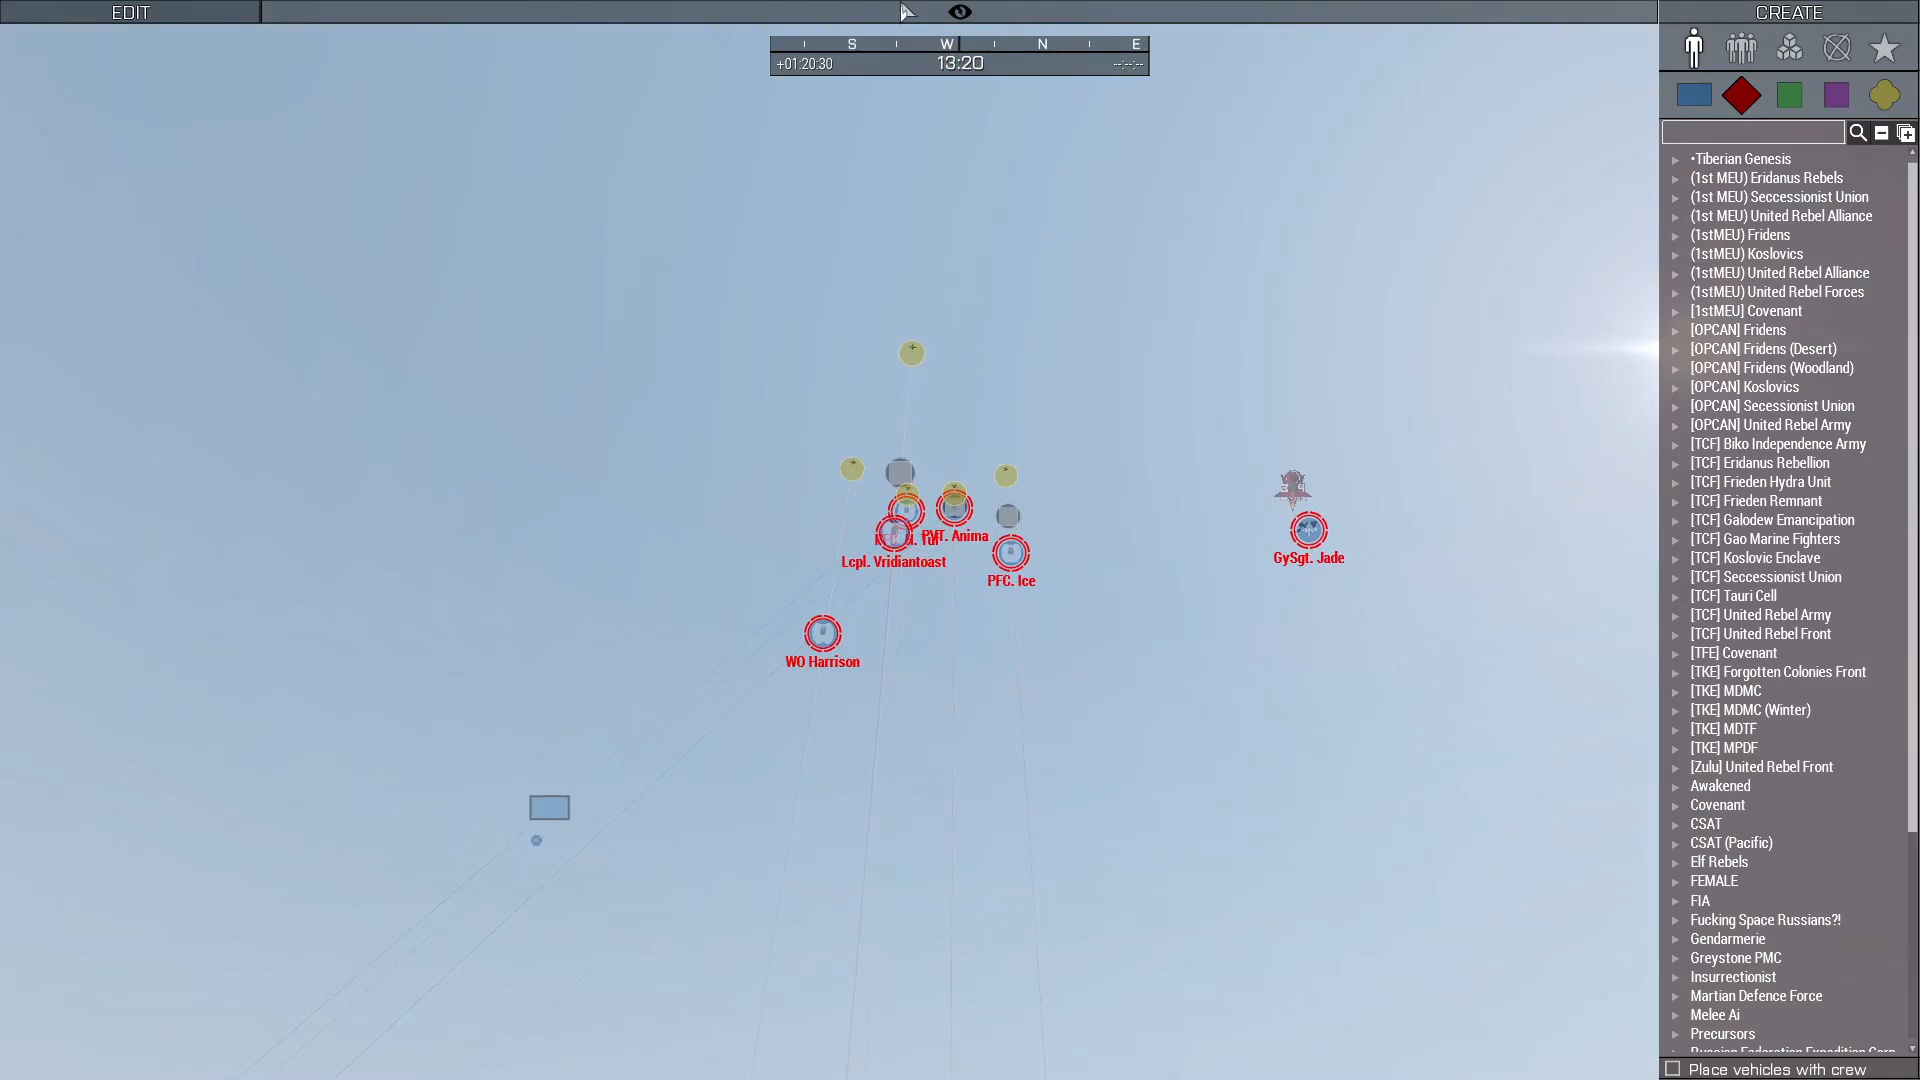 EDIT
CREATE
S W N E
+01:20:30 13:20 --:--:--
•Tiberian Genesis
(1st MEU) Eridanus Rebels
(1st MEU) Seccessionist Union
(1st MEU) United Rebel Alliance
(1stMEU) Fridens
(1stMEU) Koslovics
(1stMEU) United Rebel Alliance
(1stMEU) United Rebel Forces
[1stMEU] Covenant
[OPCAN] Fridens
[OPCAN] Fridens (Desert)
[OPCAN] Fridens (Woodland)
[OPCAN] Koslovics
[OPCAN] Secessionist Union
[OPCAN] United Rebel Army
[TCF] Biko Independence Army
[TCF] Eridanus Rebellion
[TCF] Frieden Hydra Unit
[TCF] Frieden Remnant
[TCF] Galodew Emancipation
[TCF] Gao Marine Fighters
[TCF] Koslovic Enclave
[TCF] Seccessionist Union
[TCF] Tauri Cell
[TCF] United Rebel Army
[TCF] United Rebel Front
[TFE] Covenant
[TKE] Forgotten Colonies Front
[TKE] MDMC
[TKE] MDMC (Winter)
[TKE] MDTF
[TKE] MPDF
[Zulu] United Rebel Front
Awakened
Covenant
CSAT
CSAT (Pacific)
Elf Rebels
FEMALE
FIA
Fucking Space Russians?!
Gendarmerie
Greystone PMC
Insurrectionist
Martian Defence Force
Melee Ai
Precursors
Russian Federation Expedition Corp
Place vehicles with crew
PVT. Anima
Lcpl. Vridiantoast
PFC. Ice
GySgt. Jade
WO Harrison